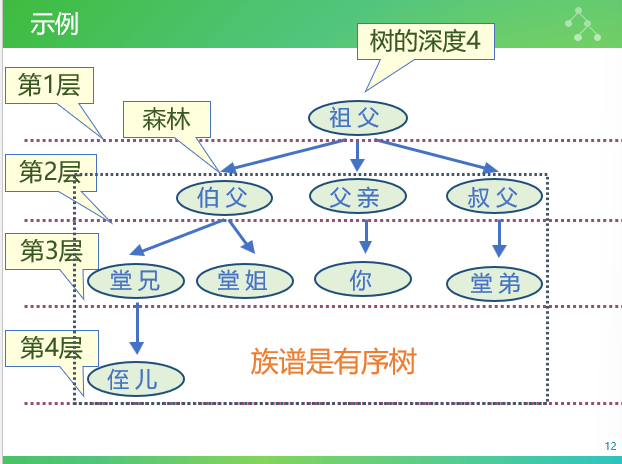 示例
树的深度4
第1层
森林
祖父
第2层
伯父
父亲
叔父
第3层
堂兄
堂姐
你
堂弟
第4层
侄儿
族谱是有序树
12